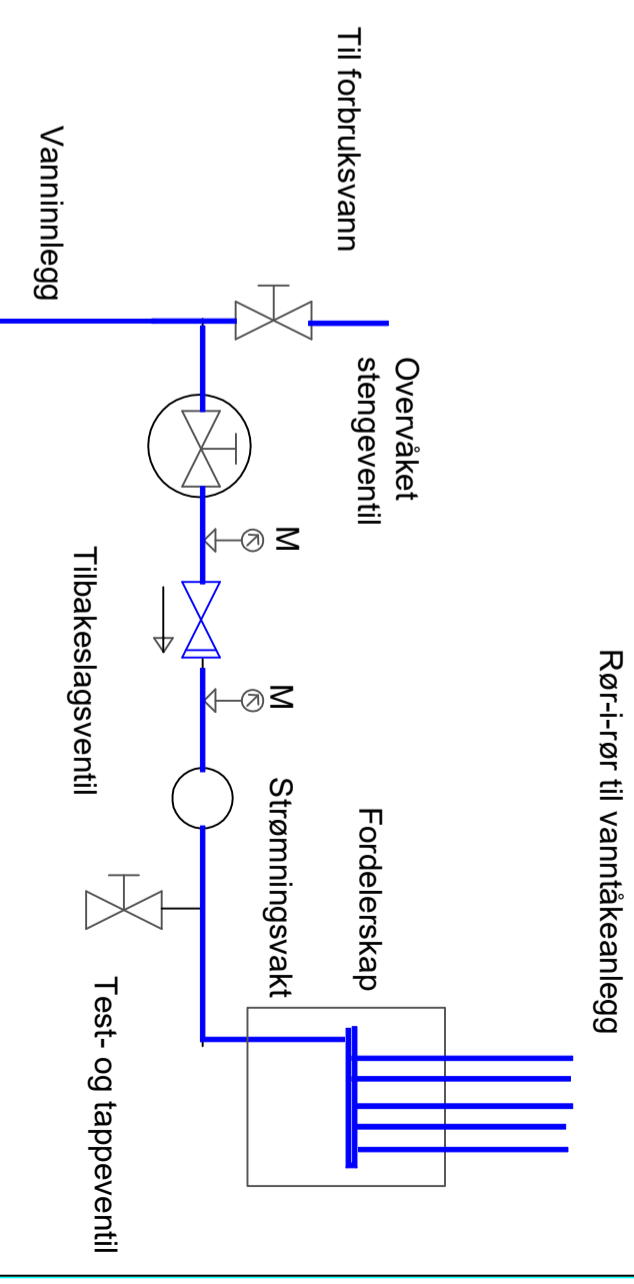 Rør-i-rør til vanntåkeanlegg
Til forbruksvann
Overvåket
stengeventil
Fordelerskap
M
M
Strømningsvakt
Vanninnlegg
Tilbakeslagsventil
Test- og tappeventil